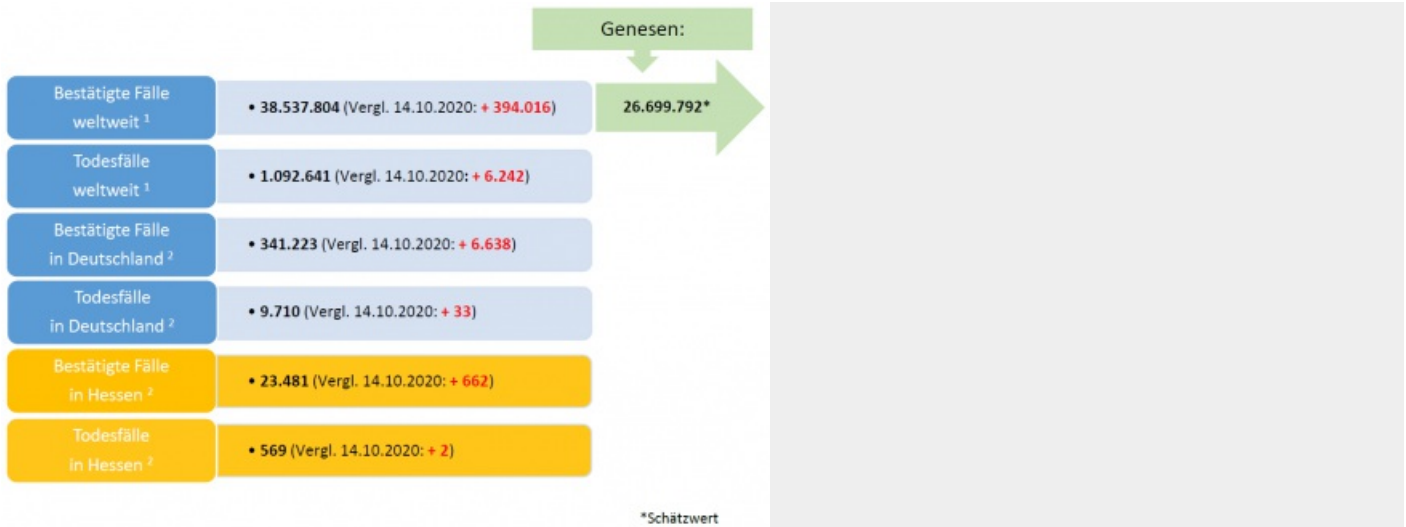 Genesen:
Bestätigte Fälle
weltweit ¹
• 38.537.804 (Vergl. 14.10.2020: + 394.016)
26.699.792*
Todesfälle
weltweit ¹
• 1.092.641 (Vergl. 14.10.2020: + 6.242)
Bestätigte Fälle
in Deutschland ²
• 341.223 (Vergl. 14.10.2020: + 6.638)
Todesfälle
in Deutschland ²
• 9.710 (Vergl. 14.10.2020: + 33)
Bestätigte Fälle
in Hessen ²
• 23.481 (Vergl. 14.10.2020: + 662)
Todesfälle
in Hessen ²
• 569 (Vergl. 14.10.2020: + 2)
*Schätzwert